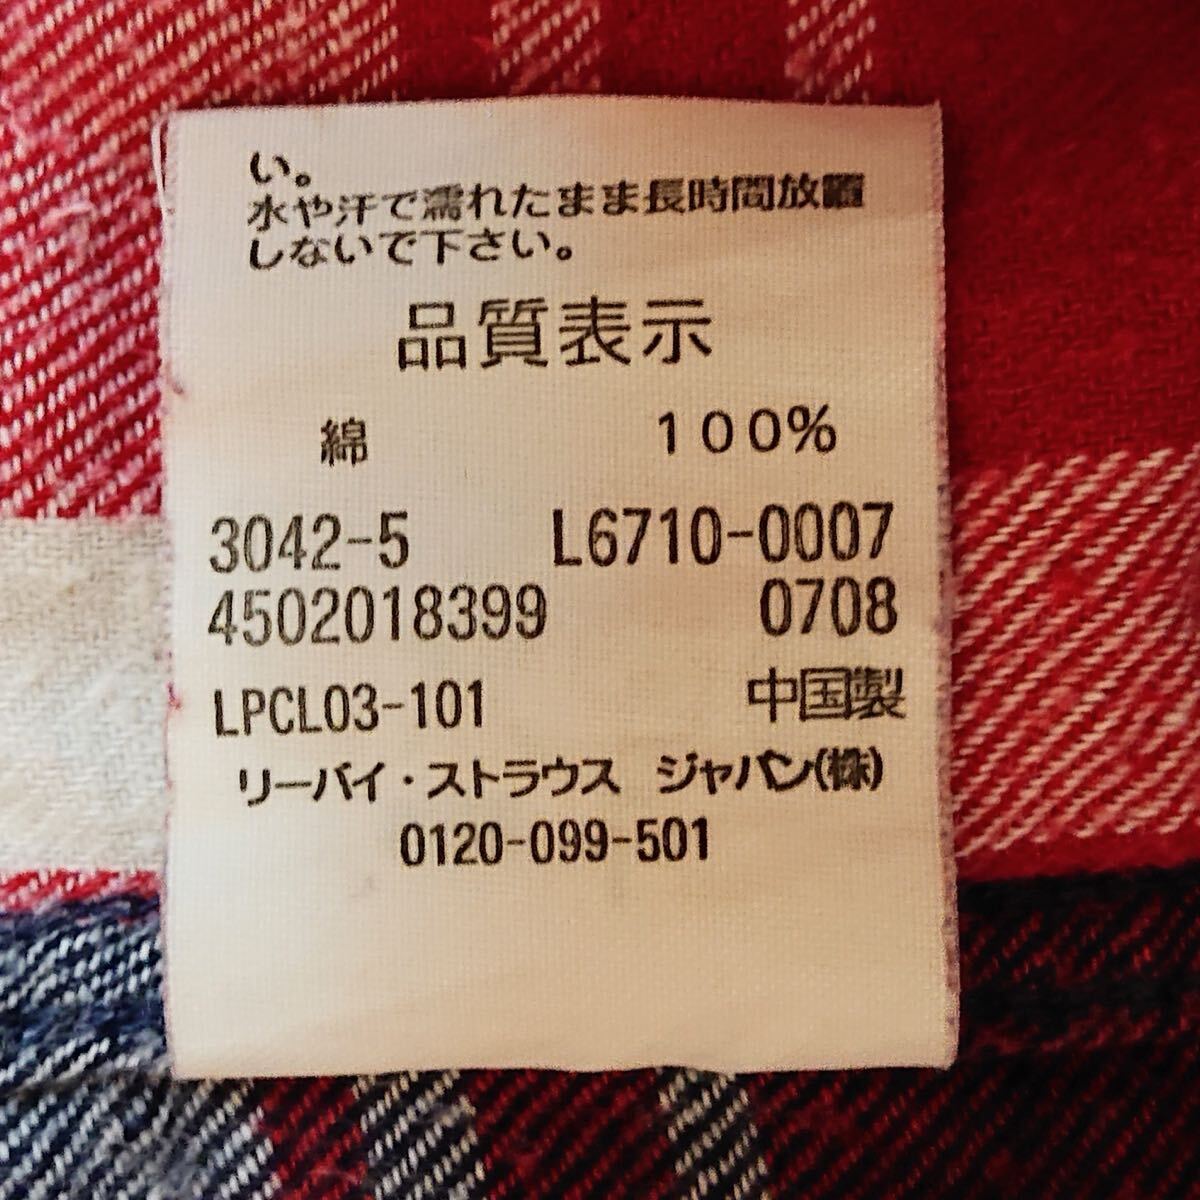 い。
水や汗で濡れたまま長時間放置
しないで下さい。
品質表示
綿 １００%
3042-5 L6710-0007
4502018399 0708
LPCL03-101 中国製
リーバイ・ストラウス ジャパン(株)
0120-099-501